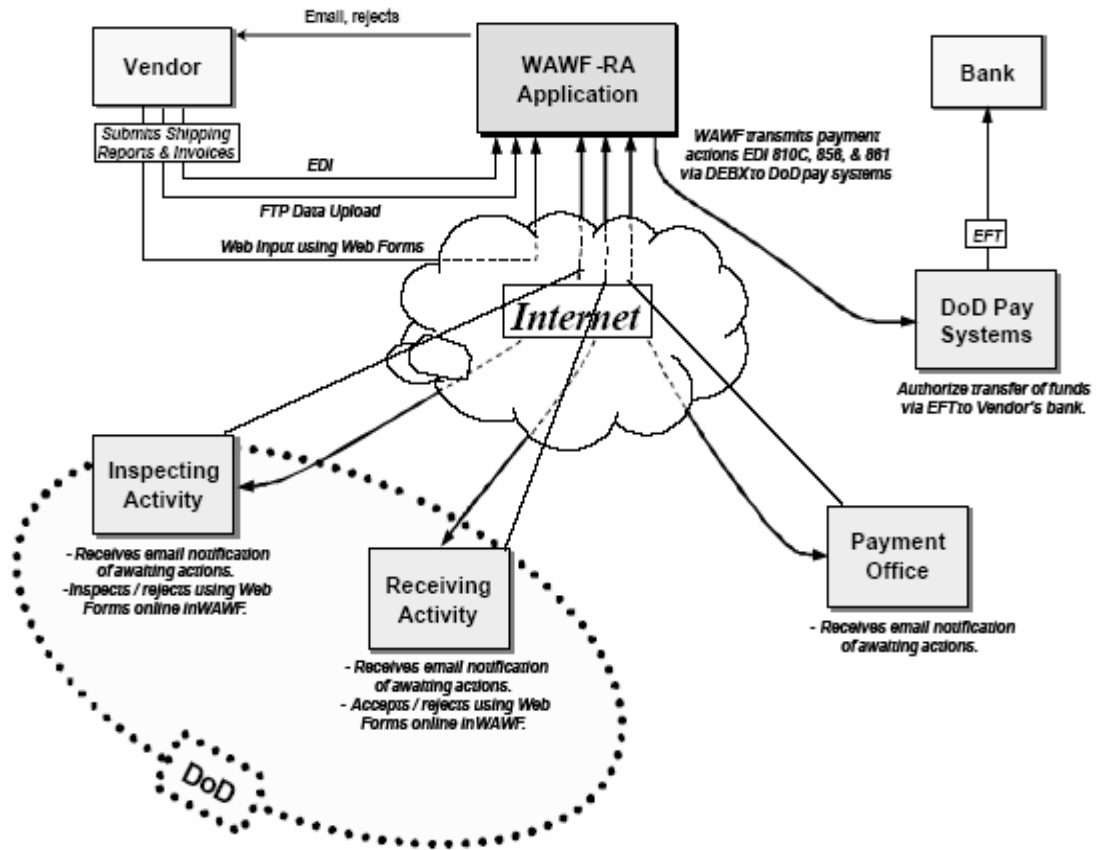 Email, rejects
Vendor
WAWF -RA
Application
Bank
Submits Shipping
Reports & Invoices
EDI
FTP Data Upload
Web Input using Web Forms
WAWF transmits payment
actions EDI 810C, 856, & 861
via DEBX to DoD pay systems
EFT
Internet
DoD Pay
Systems
Authorize transfer of funds
via EFT to Vendor's bank.
Inspecting
Activity
- Receives email notification
of awaiting actions.
-Inspects / rejects using Web
Forms online in WAWF.
Receiving
Activity
- Receives email notification
of awaiting actions.
- Accepts / rejects using Web
Forms online in WAWF.
Payment
Office
- Receives email notification
of awaiting actions.
DoD